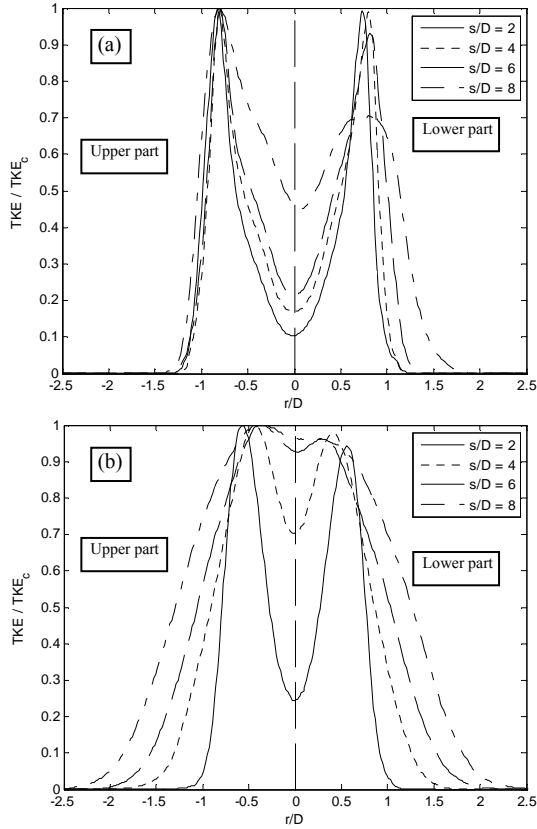 (a)
s/D = 2
s/D = 4
s/D = 6
s/D = 8
Upper part
Lower part
TKE / TKEc
1
0.9
0.8
0.7
0.6
0.5
0.4
0.3
0.2
0.1
0
-2.5 -2 -1.5 -1 -0.5 0 0.5 1 1.5 2 2.5
r/D
(b)
s/D = 2
s/D = 4
s/D = 6
s/D = 8
Upper part
Lower part
TKE / TKEc
1
0.9
0.8
0.7
0.6
0.5
0.4
0.3
0.2
0.1
0
-2.5 -2 -1.5 -1 -0.5 0 0.5 1 1.5 2 2.5
r/D